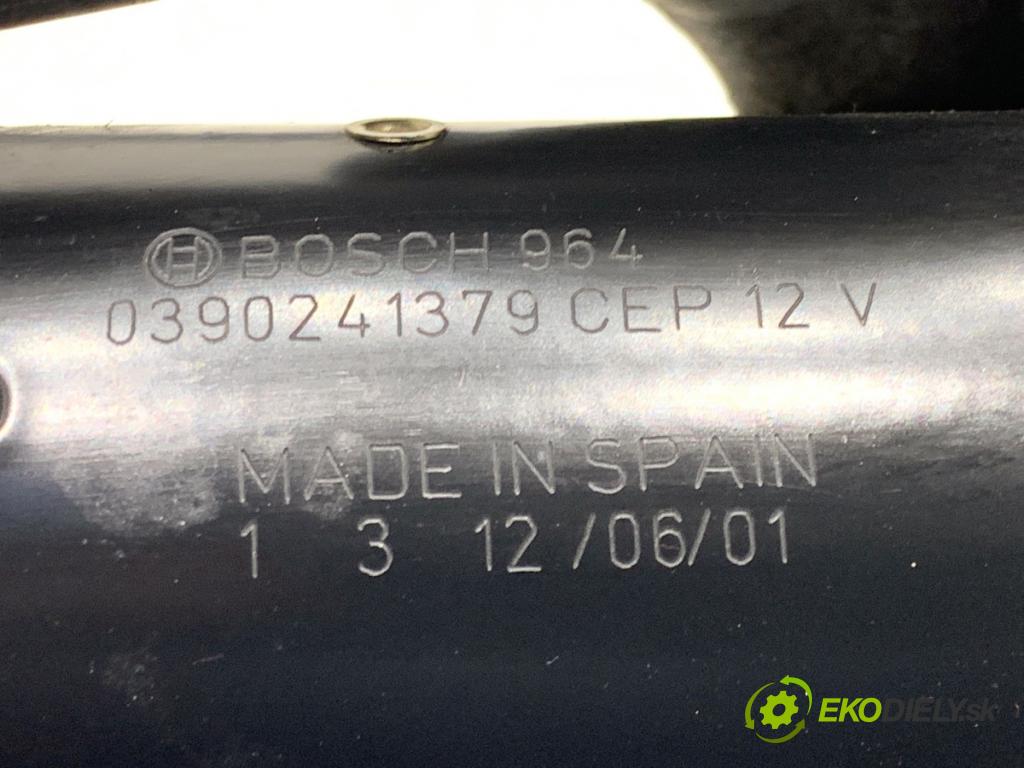 BOSCH 964
0390241379 CEP 12 V
MADE IN SPAIN
1 3 12/06/01
EKODIELY.sk